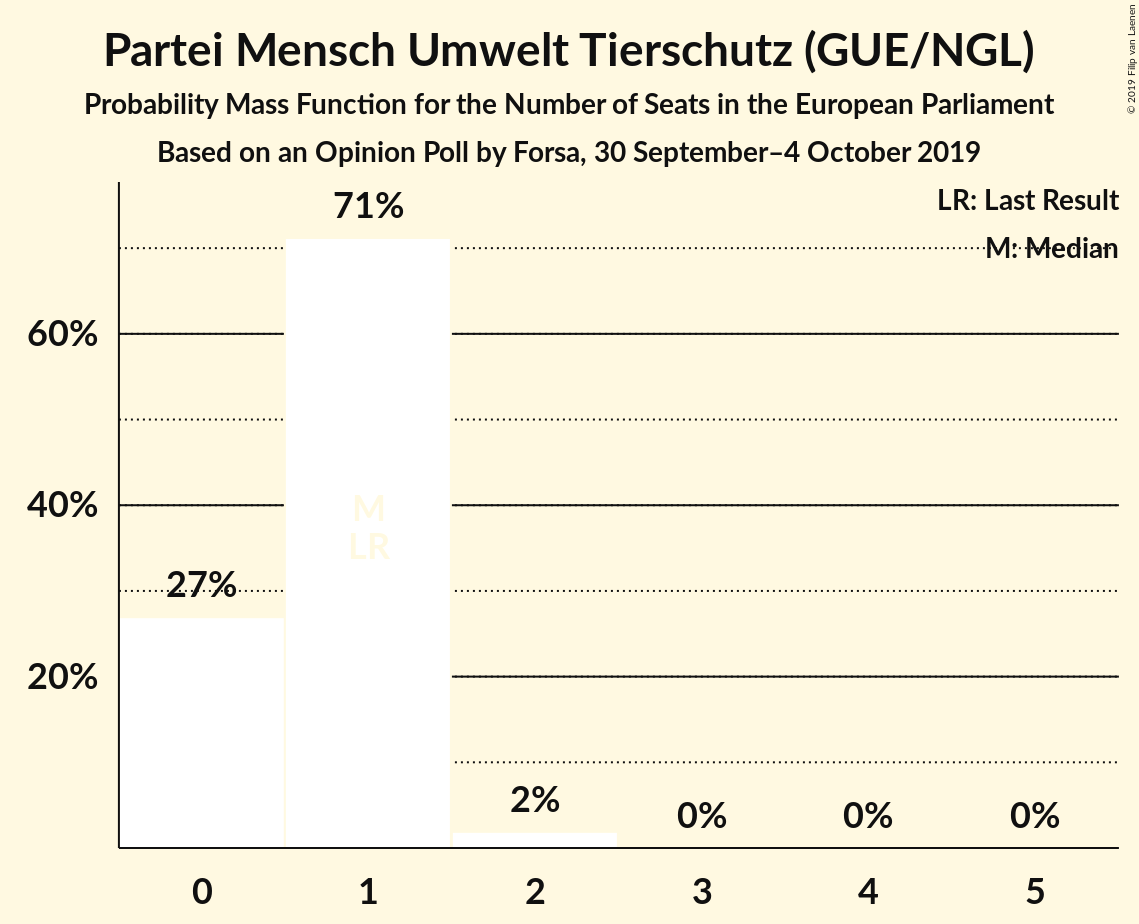 Partei Mensch Umwelt Tierschutz (GUE/NGL)
Probability Mass Function for the Number of Seats in the European Parliament
Based on an Opinion Poll by Forsa, 30 September–4 October 2019
© 2019 Filip van Laenen
LR: Last Result
M: Median
71%
60%
40%
20%
27%
M
LR
2%
0%
0%
0%
0
1
2
3
4
5